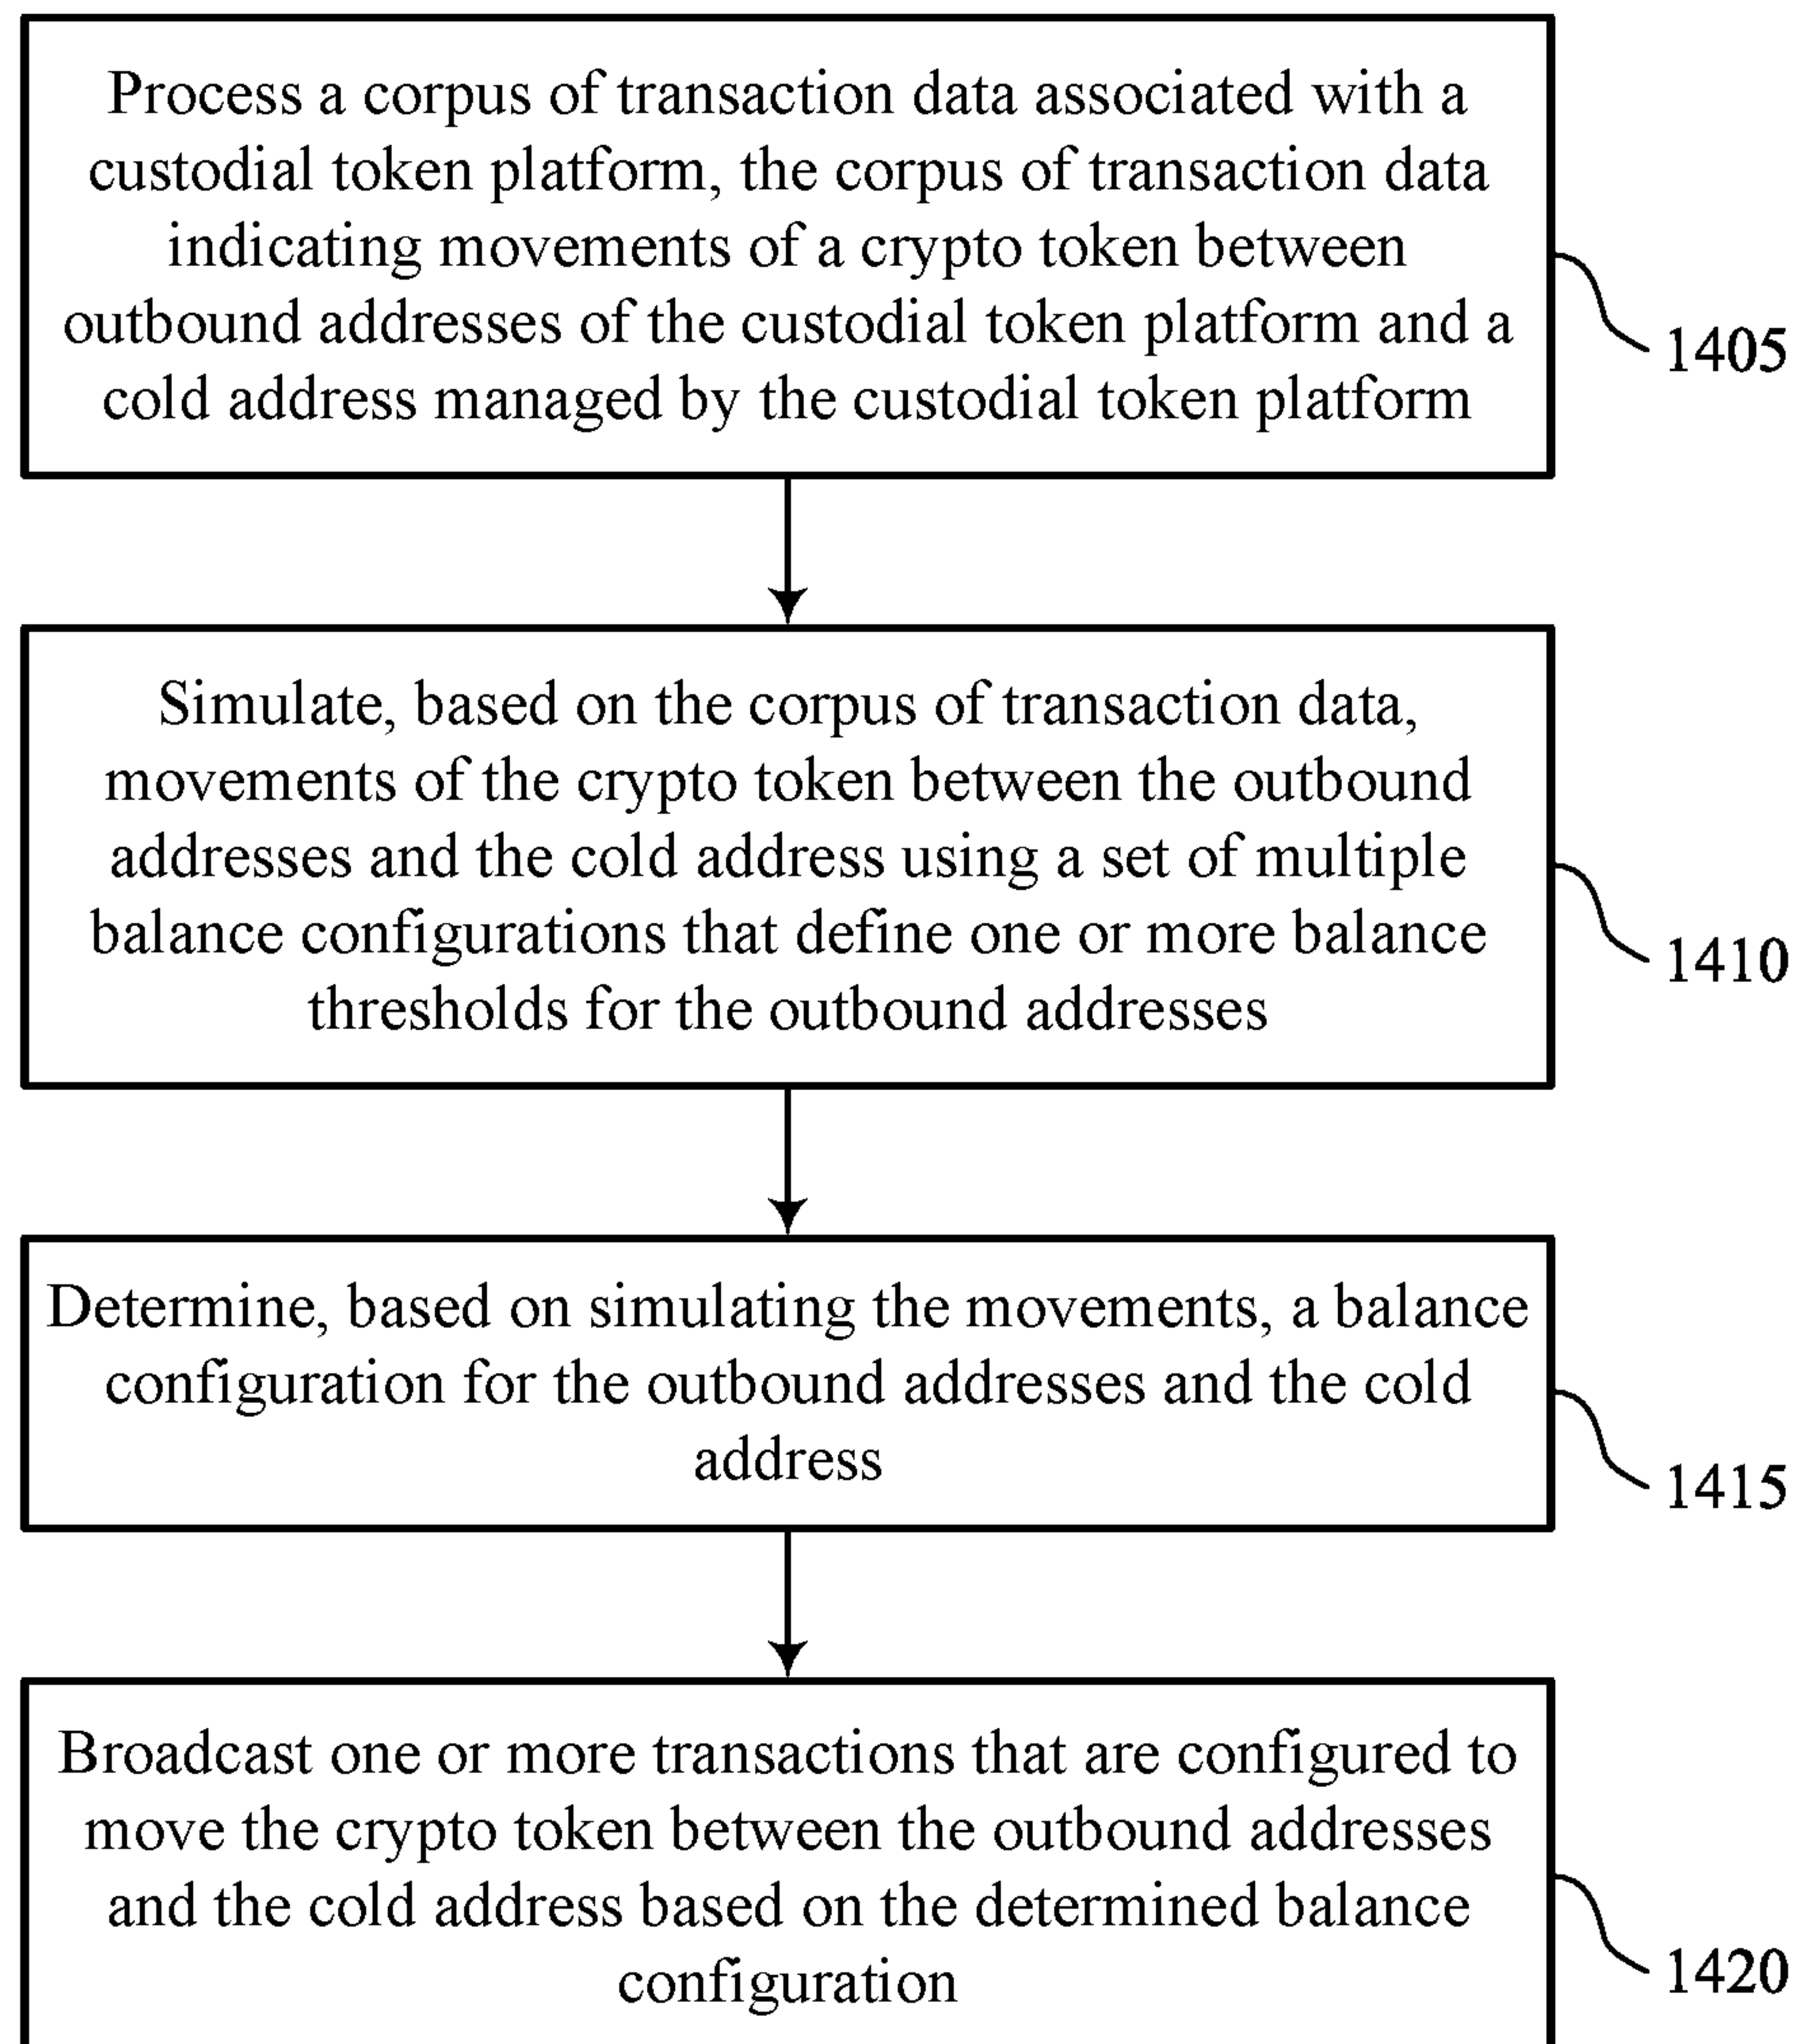 Process a corpus of transaction data associated with a
custodial token platform, the corpus of transaction data
indicating movements of a crypto token between
outbound addresses of the custodial token platform and a
cold address managed by the custodial token platform
1405
Simulate, based on the corpus of transaction data,
movements of the crypto token between the outbound
addresses and the cold address using a set of multiple
balance configurations that define one or more balance
thresholds for the outbound addresses
1410
Determine, based on simulating the movements, a balance
configuration for the outbound addresses and the cold
address
1415
Broadcast one or more transactions that are configured to
move the crypto token between the outbound addresses
and the cold address based on the determined balance
configuration
1420